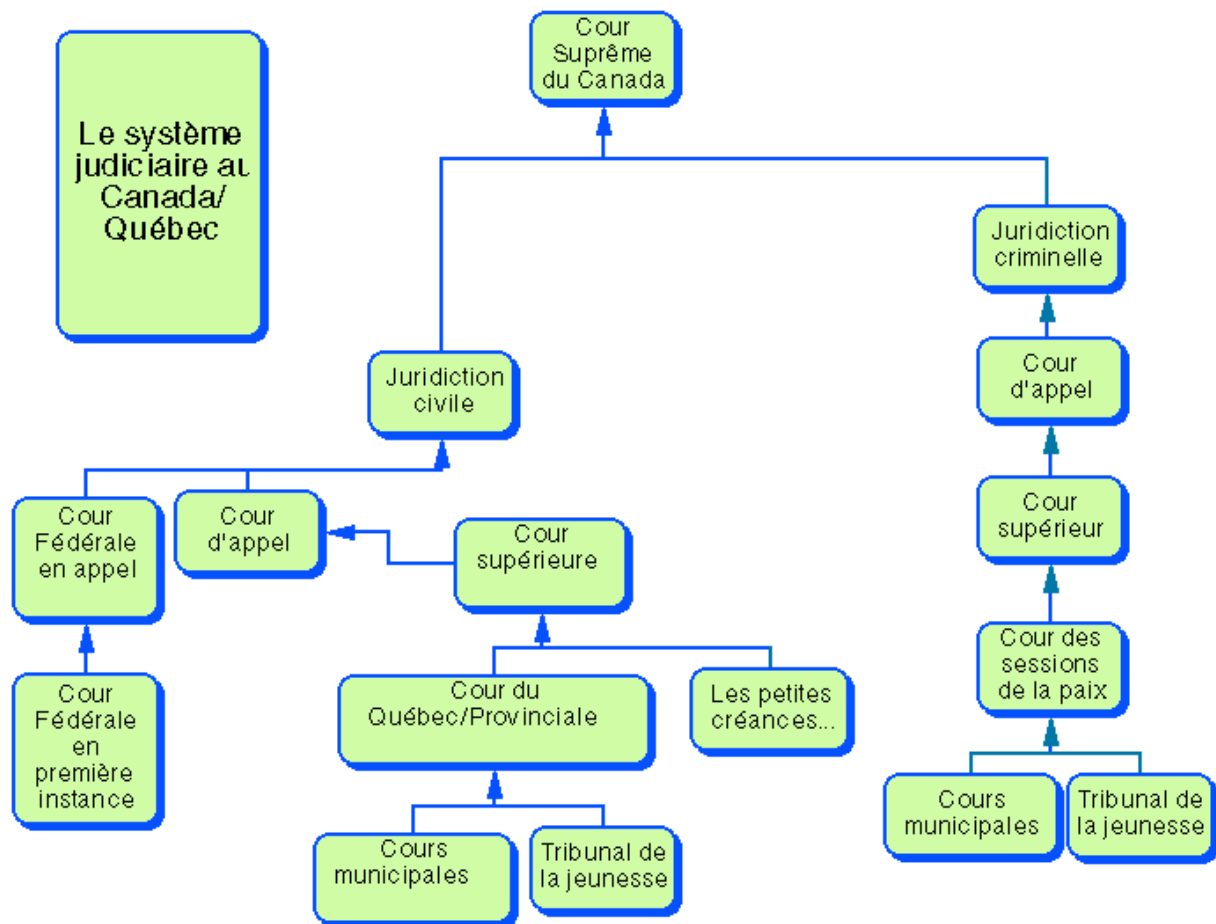 Le système
judiciaire au
Canada/
Québec
Cour
Suprême
du Canada
Juridiction
criminelle
Juridiction
civile
Cour
d'appel
Cour
Fédérale
en appel
Cour
d'appel
Cour
supérieure
Cour
supérieur
Cour
Fédérale
en
première
instance
Cour du
Québec/Provinciale
Les petites
créances...
Cour des
sessions
de la paix
Cours
municipales
Tribunal de
la jeunesse
Cours
municipales
Tribunal de
la jeunesse